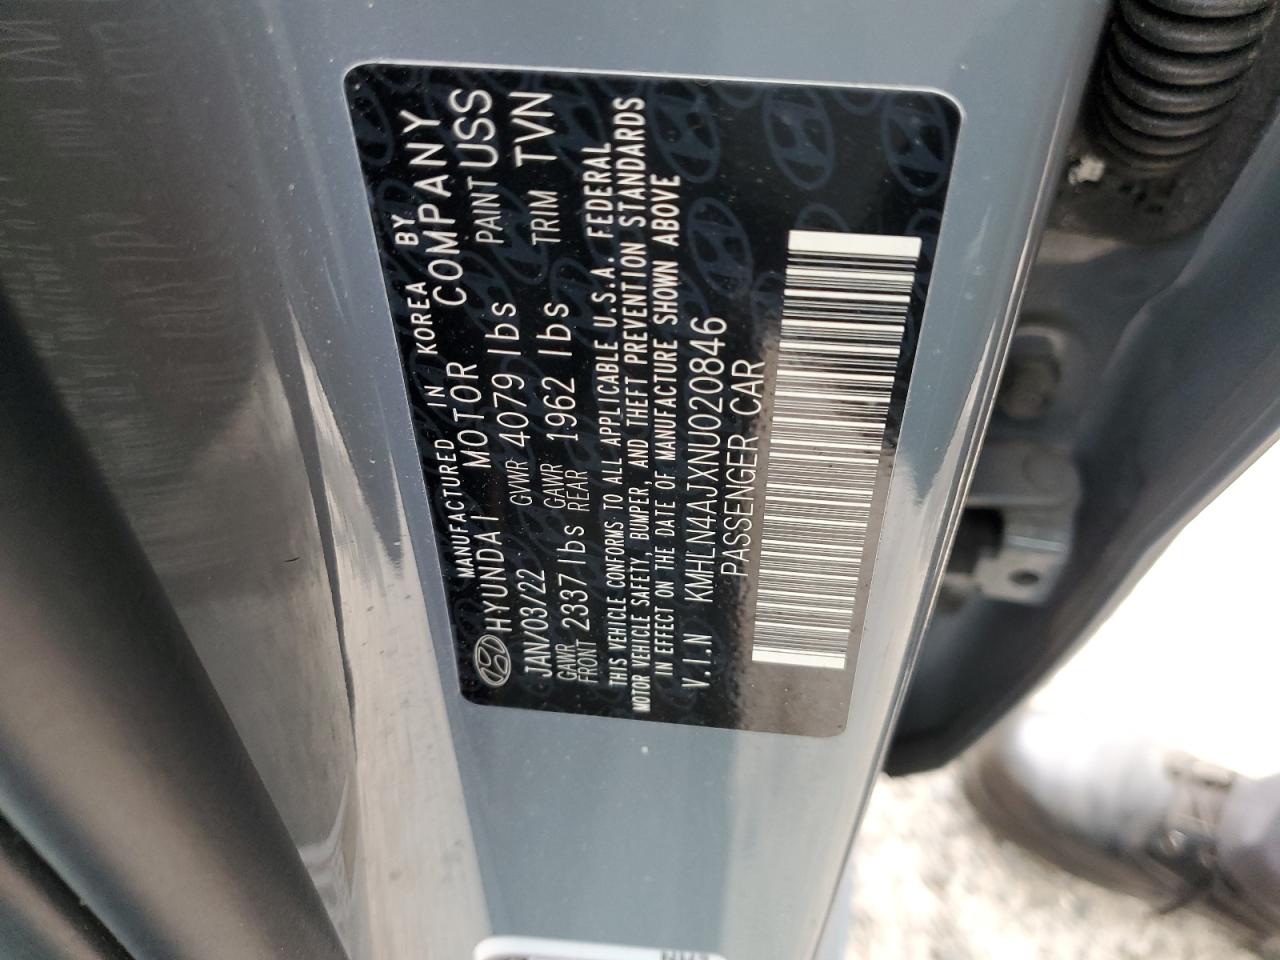 MANUFACTURED IN KOREA BY
HYUNDAI MOTOR COMPANY
JAN/03/22 GVWR 4079 lbs PAINT USS
GAWR FRONT 2337 lbs GAWR REAR 1962 lbs TRIM TVN
THIS VEHICLE CONFORMS TO ALL APPLICABLE U.S.A. FEDERAL
MOTOR VEHICLE SAFETY, BUMPER, AND THEFT PREVENTION STANDARDS
IN EFFECT ON THE DATE OF MANUFACTURE SHOWN ABOVE
V.I.N KMHLN4AJXNU020846
PASSENGER CAR